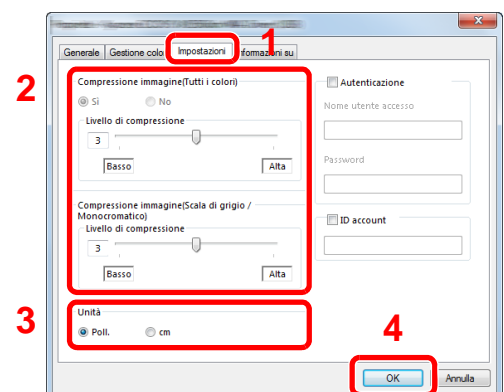 1
Generale Gestione colo Impostazioni nformazioni su
2
Compressione immagine(Tutti i colori)
Sì No
Livello di compressione
3
Basso Alta
Compressione immagine(Scala di grigio /
Monocromatico)
Livello di compressione
3
Basso Alta
Autenticazione
Nome utente accesso
Password
ID account
3
Unità
Poll. cm
4
OK Annulla